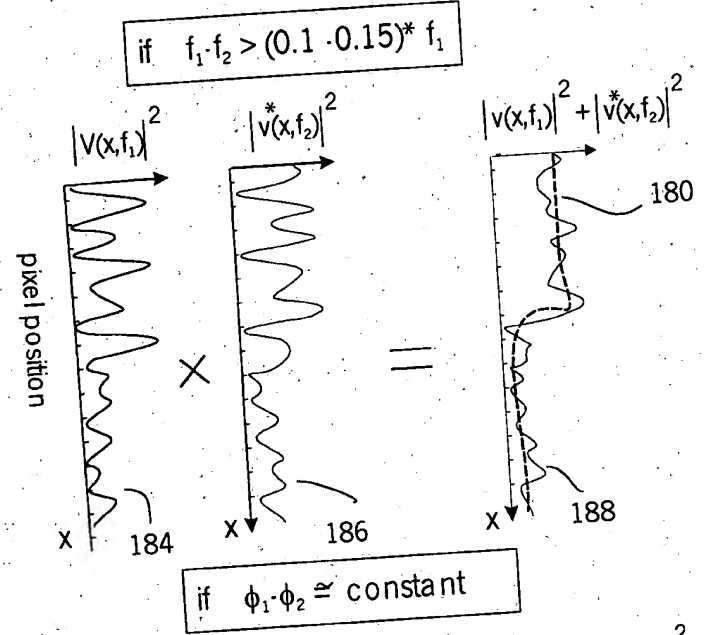 if f₁-f₂ > (0.1 - 0.15)* f₁
|V(x,f₁)|²
|v*(x,f₂)|²
|v(x,f₁)|² + |v*(x,f₂)|²
180
pixel position
×
=
x 184
x 186
x 188
if ϕ₁-ϕ₂ ≅ constant
2